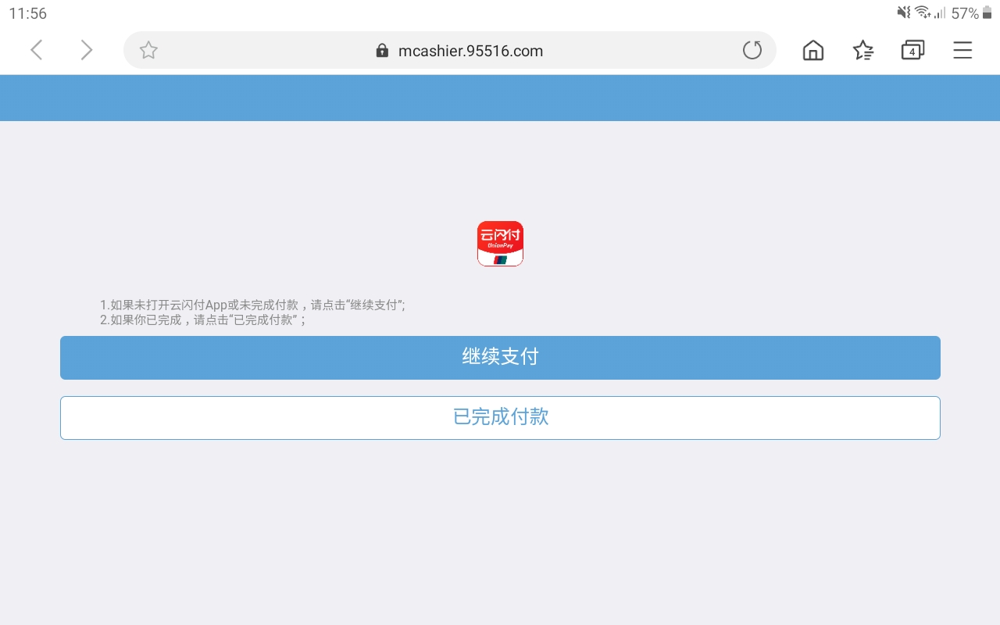 11:56
57%
mcashier.95516.com
4
云闪付
UnionPay
1.如果未打开云闪付App或未完成付款，请点击“继续支付”;
2.如果你已完成，请点击“已完成付款”；
继续支付
已完成付款